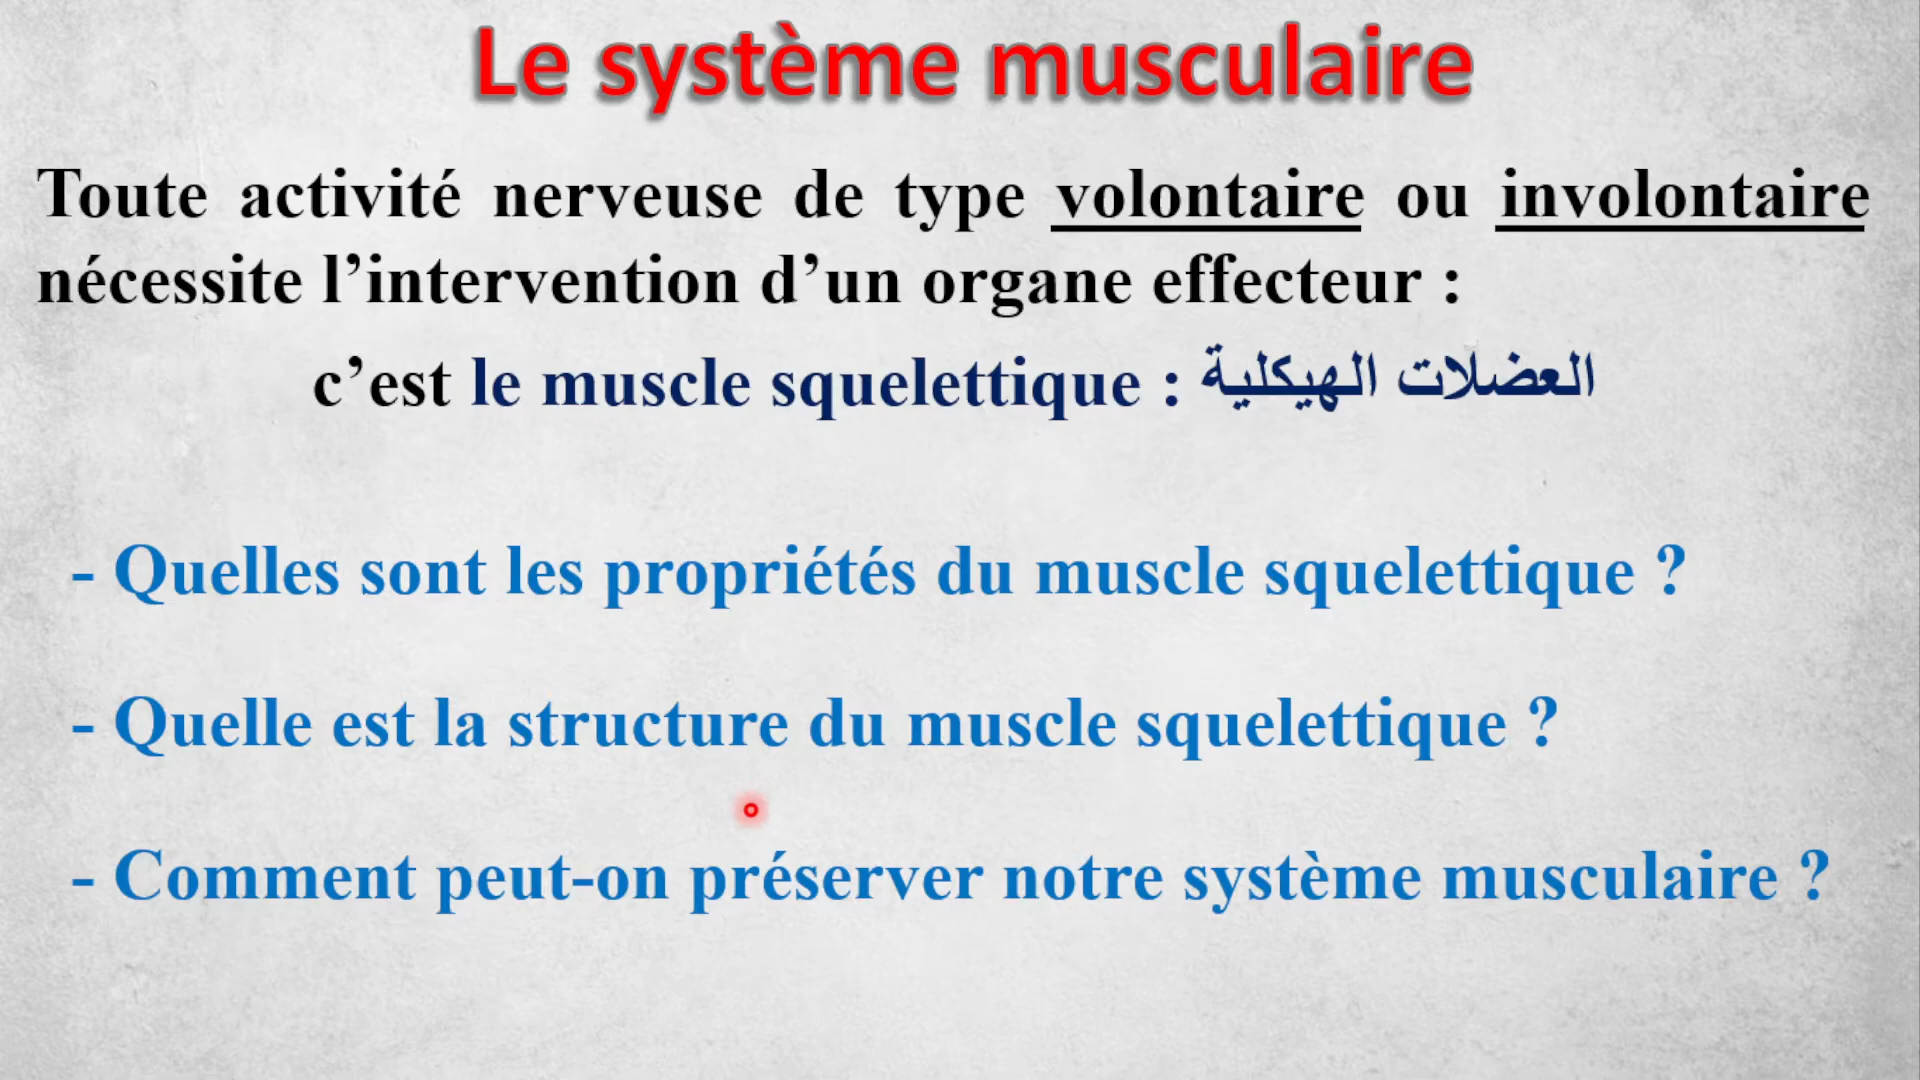 Le système musculaire
Toute activité nerveuse de type volontaire ou involontaire
nécessite l’intervention d’un organe effecteur :
c’est le muscle squelettique : العضلات الهيكلية
- Quelles sont les propriétés du muscle squelettique ?
- Quelle est la structure du muscle squelettique ?
- Comment peut-on préserver notre système musculaire ?